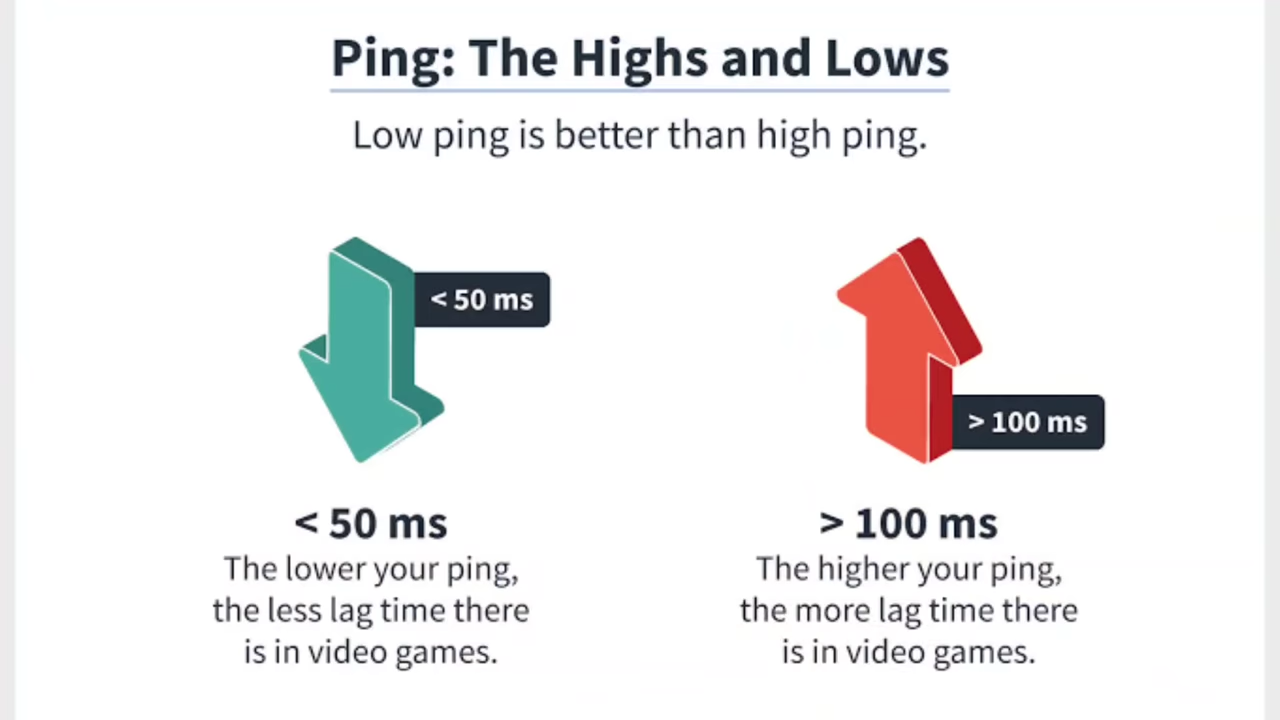 Ping: The Highs and Lows
Low ping is better than high ping.
< 50 ms
> 100 ms
< 50 ms
The lower your ping,
the less lag time there
is in video games.
> 100 ms
The higher your ping,
the more lag time there
is in video games.